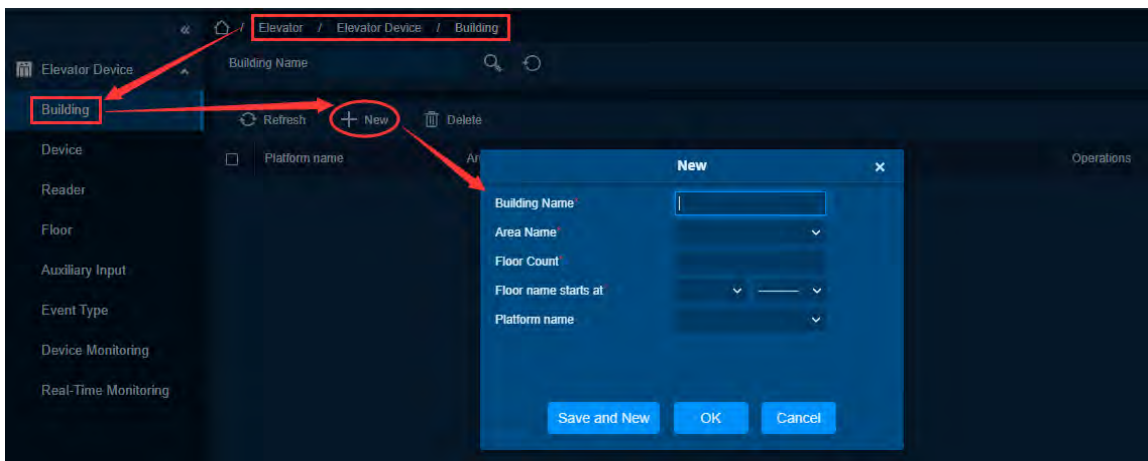 « / Elevator / Elevator Device / Building
Elevator Device
Building Name
Building
Refresh New Delete
Device
Platform name
Operations
New ×
Building Name*
Area Name*
Floor Count*
Floor name starts at*
Platform name
Save and New OK Cancel
Reader
Floor
Auxiliary Input
Event Type
Device Monitoring
Real-Time Monitoring